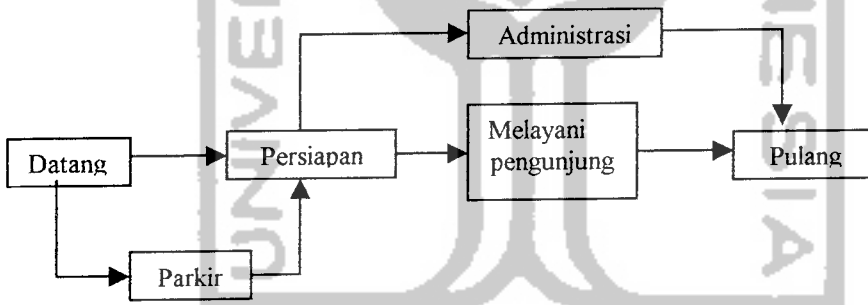 Administrasi
Datang
Persiapan
Melayani
pengunjung
Pulang
Parkir